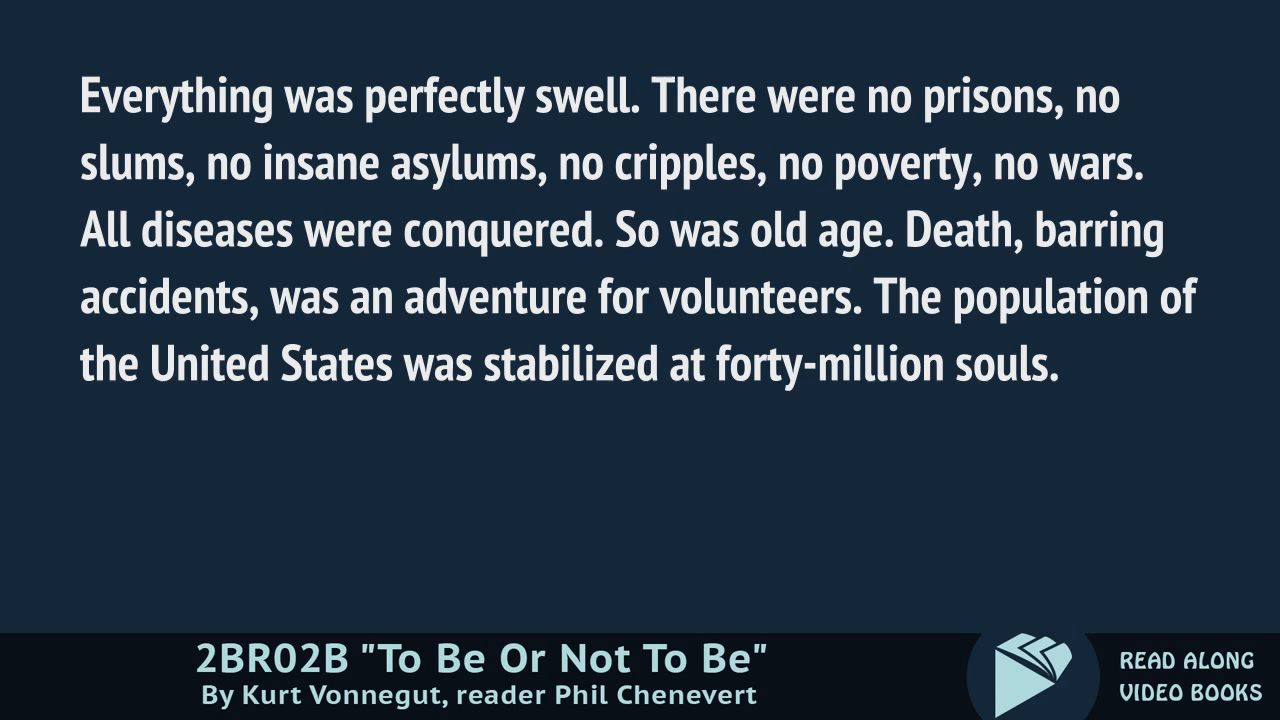 Everything was perfectly swell. There were no prisons, no
slums, no insane asylums, no cripples, no poverty, no wars.
All diseases were conquered. So was old age. Death, barring
accidents, was an adventure for volunteers. The population of
the United States was stabilized at forty-million souls.
2BR02B "To Be Or Not To Be"
By Kurt Vonnegut, reader Phil Chenevert
READ ALONG
VIDEO BOOKS